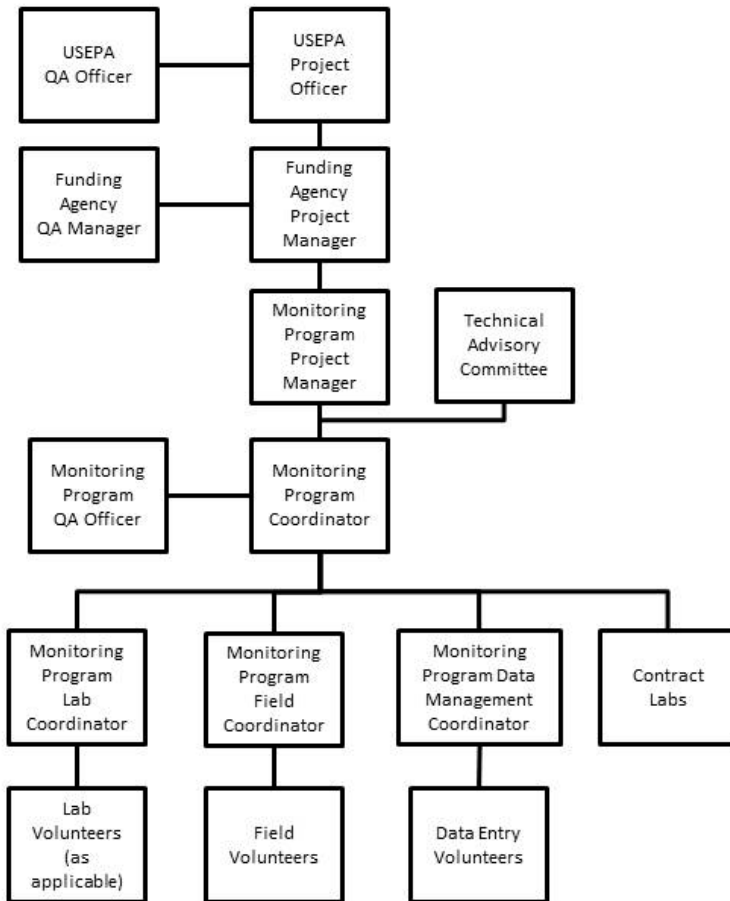 USEPA
QA Officer
USEPA
Project
Officer
Funding
Agency
QA Manager
Funding
Agency
Project
Manager
Monitoring
Program
Project
Manager
Technical
Advisory
Committee
Monitoring
Program
QA Officer
Monitoring
Program
Coordinator
Monitoring
Program
Lab
Coordinator
Monitoring
Program
Field
Coordinator
Monitoring
Program Data
Management
Coordinator
Contract
Labs
Lab
Volunteers
(as
applicable)
Field
Volunteers
Data Entry
Volunteers